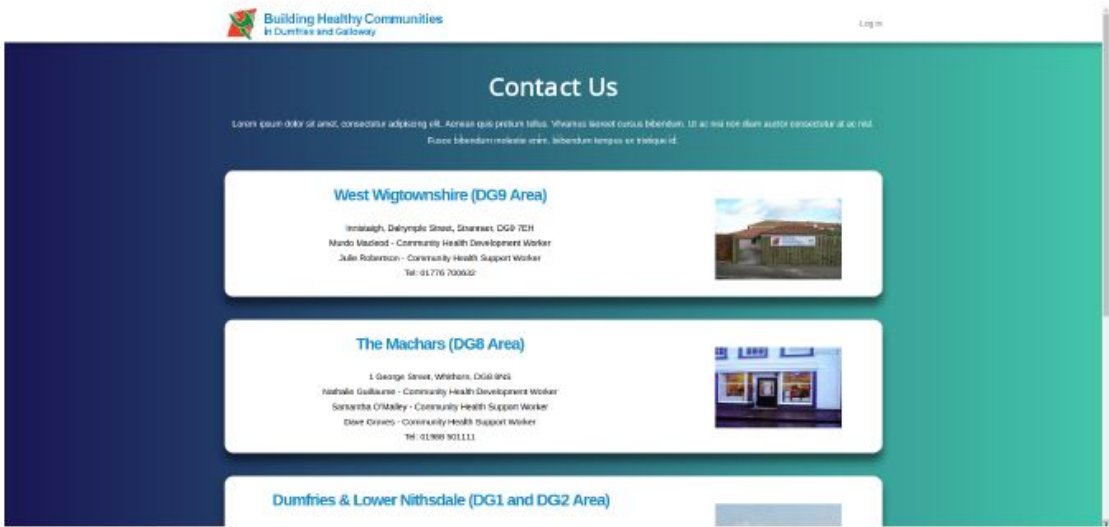 Building Healthy Communities
in Dumfries and Galloway
Log in
Contact Us
Lorem ipsum dolor sit amet, consectetur adipiscing elit. Aenean quis pretium tellus. Vivamus laoreet cursus bibendum. Ut ac nisi non diam auctor consectetur at ac nisl.
Fusce bibendum molestie enim, bibendum tempus ex tristique id.
West Wigtownshire (DG9 Area)
Dalrymple Street, Stranraer, DG9 7EH
Murdo Macleod - Community Health Development Worker
Julie Robertson - Community Health Support Worker
Tel: 01776 700632
The Machars (DG8 Area)
1 George Street, Whithorn, DG8 8NS
Nathalie Guillaume - Community Health Development Worker
Samantha O'Malley - Community Health Support Worker
Dave Groves - Community Health Support Worker
Tel: 01988 501111
Dumfries & Lower Nithsdale (DG1 and DG2 Area)